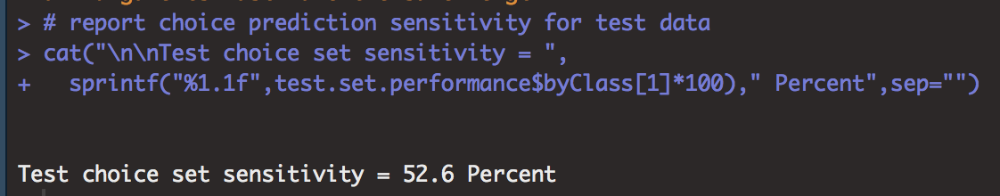 > # report choice prediction sensitivity for test data
> cat("\n\nTest choice set sensitivity = ",
+   sprintf("%1.1f",test.set.performance$byClass[1]*100)," Percent",sep="")
Test choice set sensitivity = 52.6 Percent